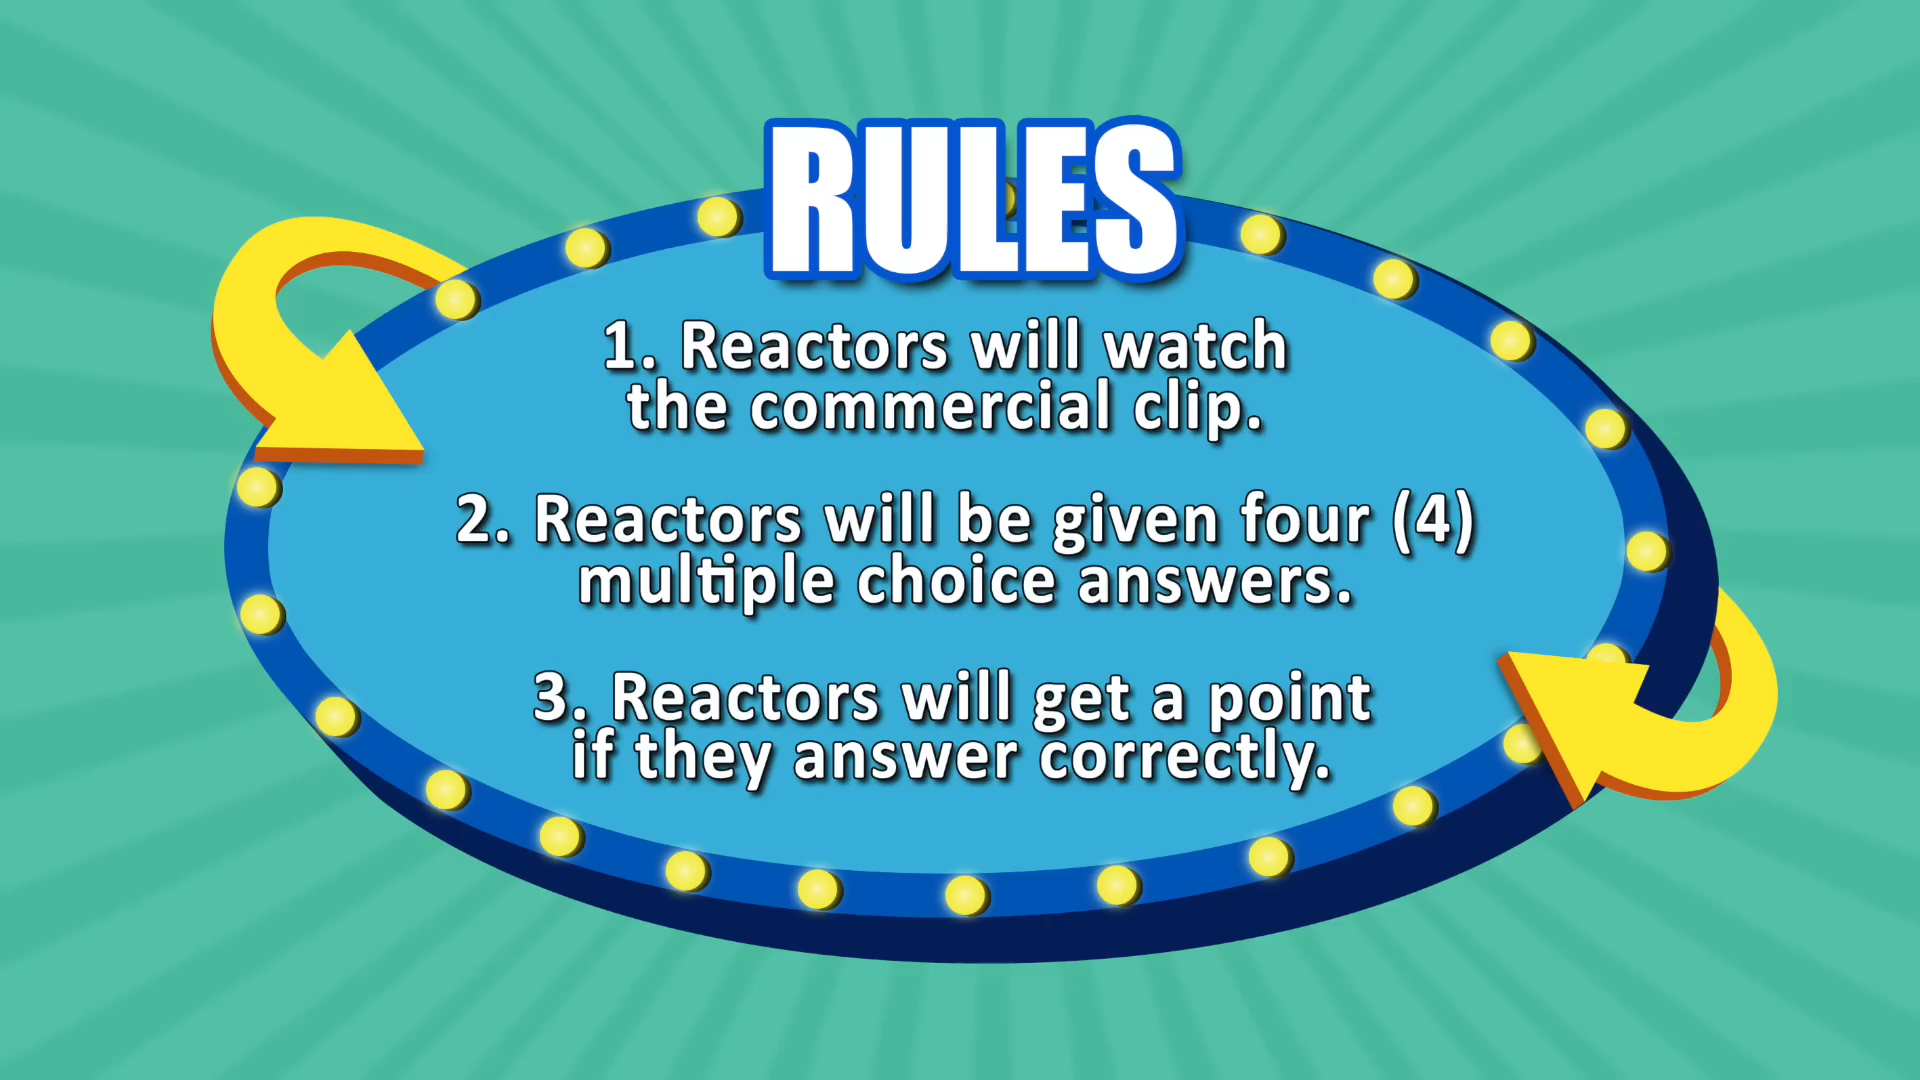 RULES
1. Reactors will watch
the commercial clip.
2. Reactors will be given four (4)
multiple choice answers.
3. Reactors will get a point
if they answer correctly.